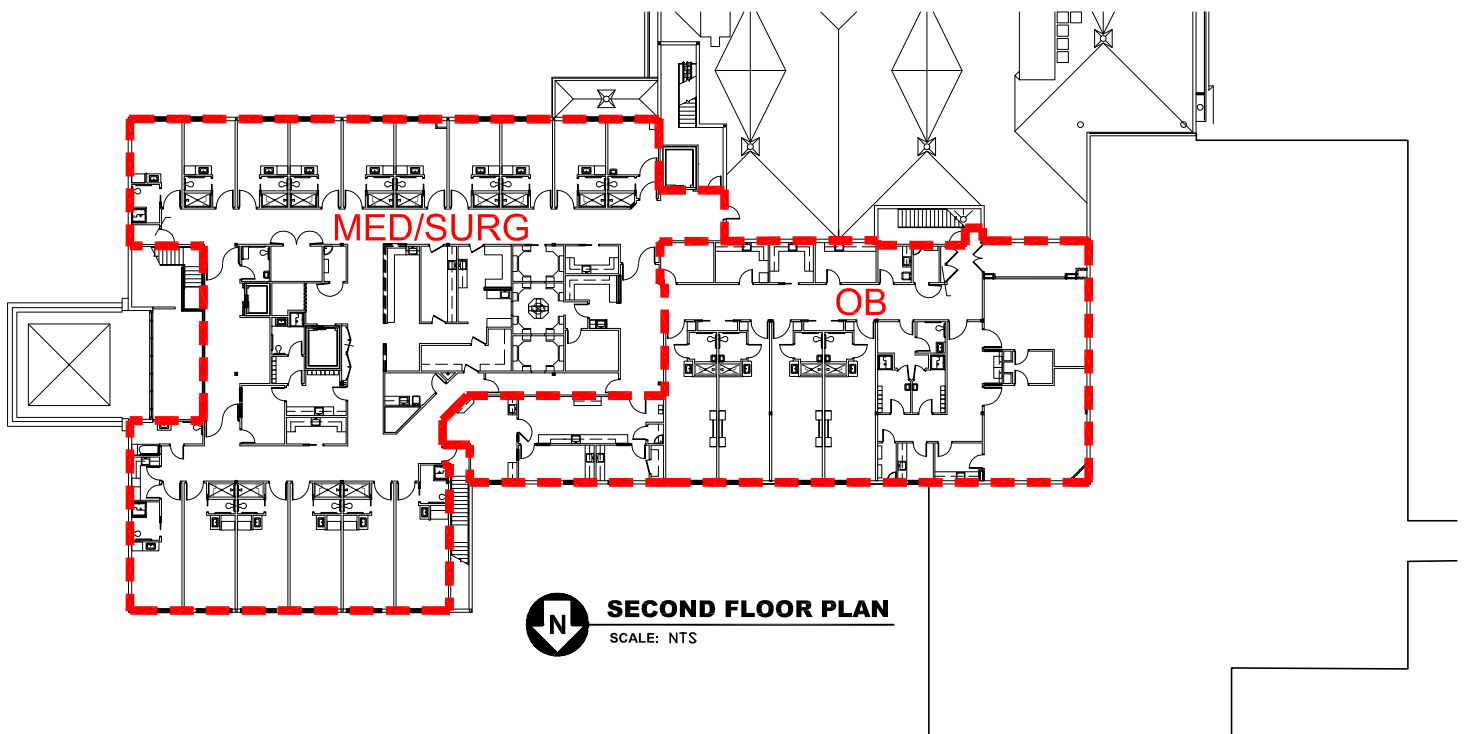 MED/SURG
OB
N
SECOND FLOOR PLAN
SCALE: NTS